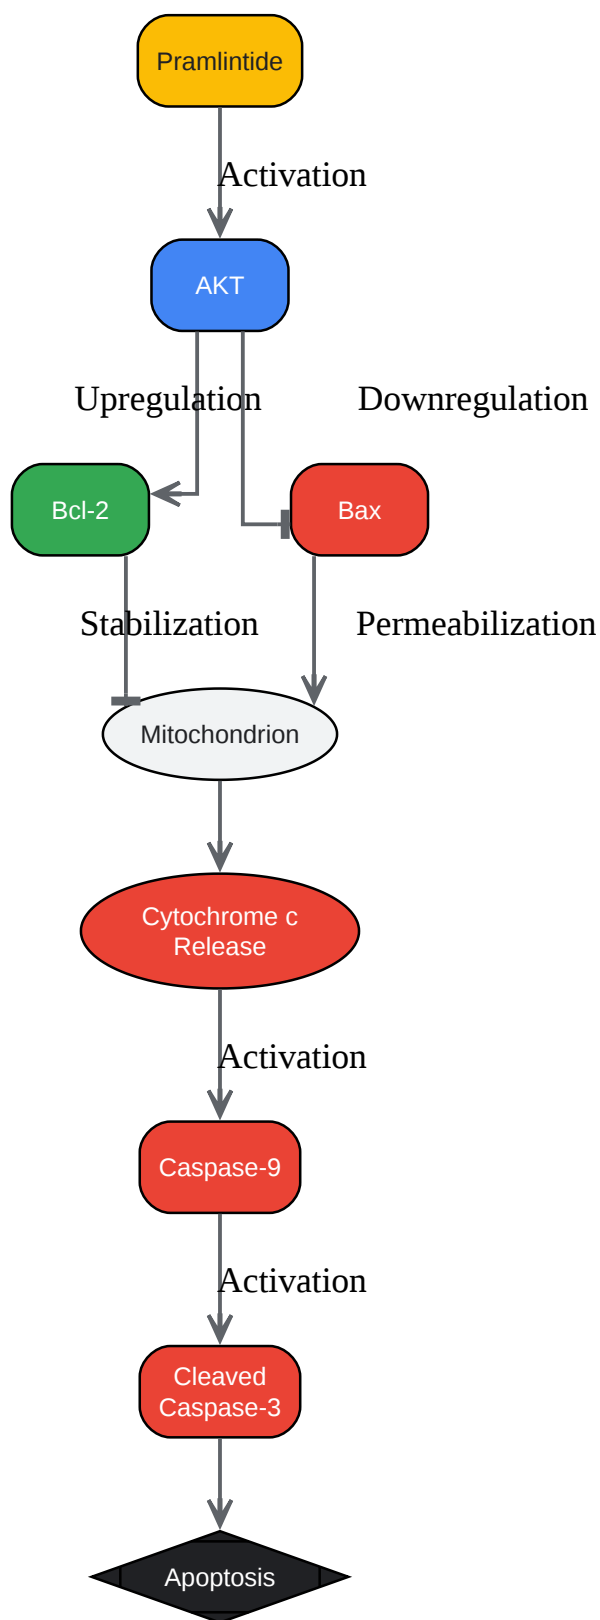 Pramlintide
Activation
AKT
Upregulation
Downregulation
Bcl-2
Bax
Stabilization
Permeabilization
Mitochondrion
Cytochrome c
Release
Activation
Caspase-9
Activation
Cleaved
Caspase-3
Apoptosis